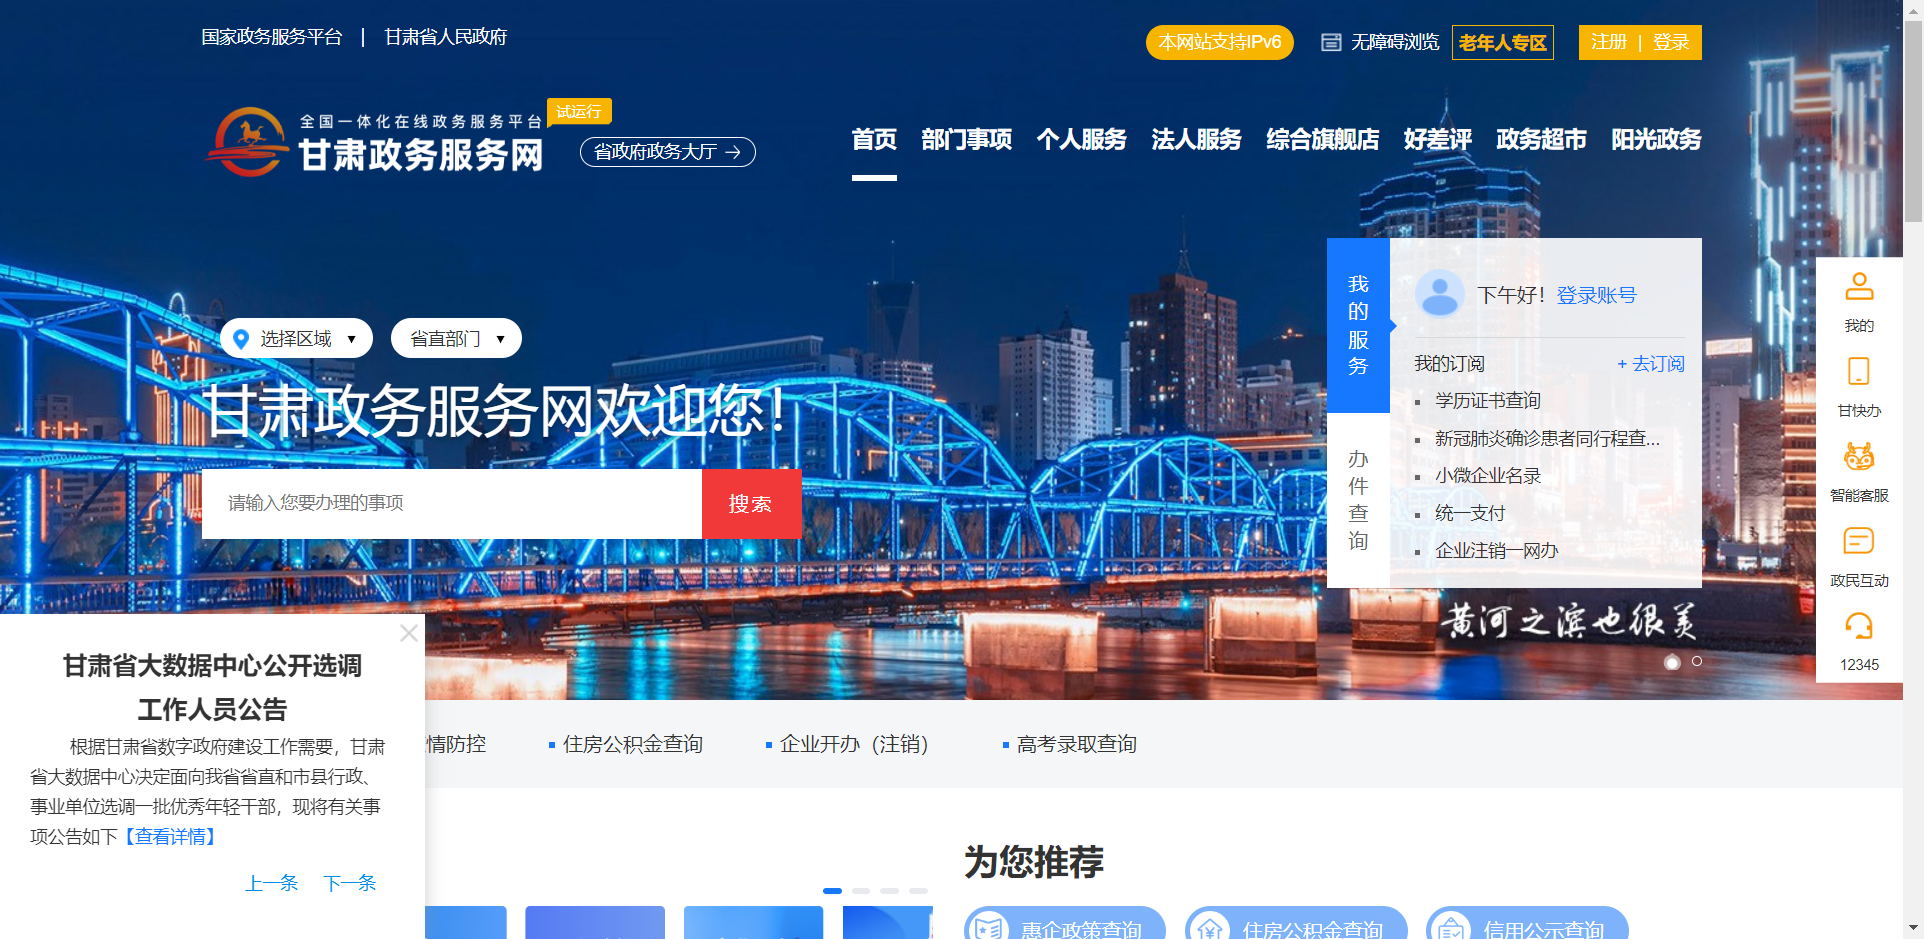 国家政务服务平台 | 甘肃省人民政府
本网站支持IPv6
无障碍浏览
老年人专区
注册 | 登录
全国一体化在线政务服务平台
试运行
甘肃政务服务网
省政府政务大厅
首页 部门事项 个人服务 法人服务 综合旗舰店 好差评 政务超市 阳光政务
选择区域
省直部门
甘肃政务服务网欢迎您！
请输入您要办理的事项
搜索
我的服务
办件查询
下午好！登录账号
我的订阅
+ 去订阅
学历证书查询
新冠肺炎确诊患者同行程查...
小微企业名录
统一支付
企业注销一网办
黄河之滨也很美
我的
甘快办
智能客服
政民互动
12345
甘肃省大数据中心公开选调
工作人员公告
根据甘肃省数字政府建设工作需要，甘肃
省大数据中心决定面向我省省直和市县行政、
事业单位选调一批优秀年轻干部，现将有关事
项公告如下【查看详情】
上一条 下一条
情防控
住房公积金查询
企业开办（注销）
高考录取查询
为您推荐
惠企政策查询
住房公积金查询
信用公示查询